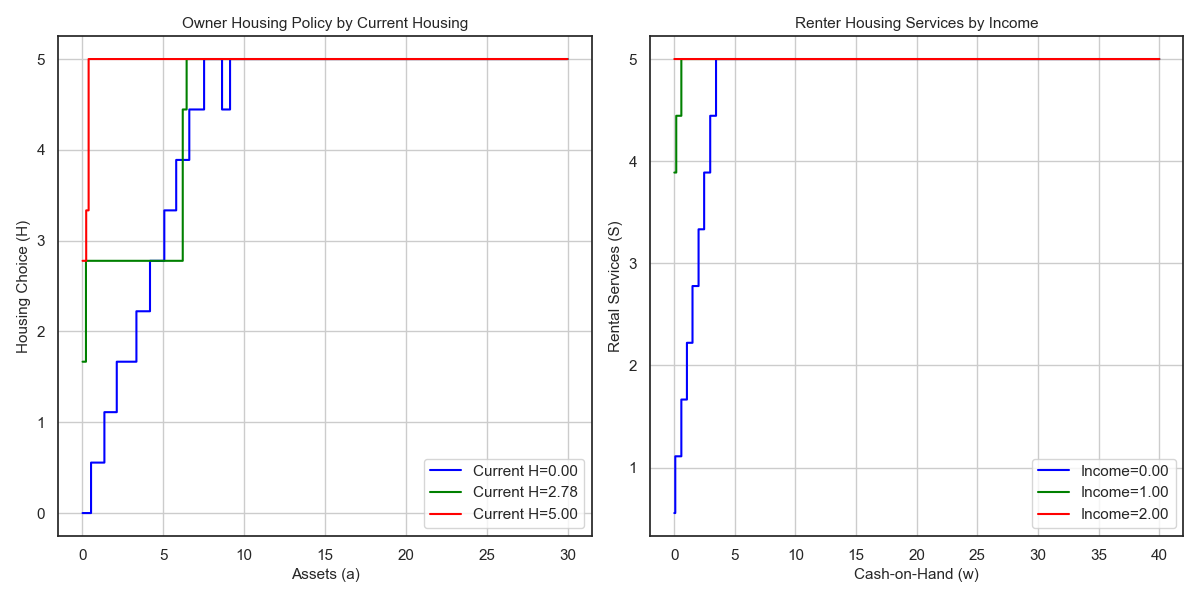 Owner Housing Policy by Current Housing
Housing Choice (H)
5
4
3
2
1
0
0 5 10 15 20 25 30
Assets (a)
Current H=0.00
Current H=2.78
Current H=5.00
Renter Housing Services by Income
Rental Services (S)
5
4
3
2
1
0 5 10 15 20 25 30 35 40
Cash-on-Hand (w)
Income=0.00
Income=1.00
Income=2.00